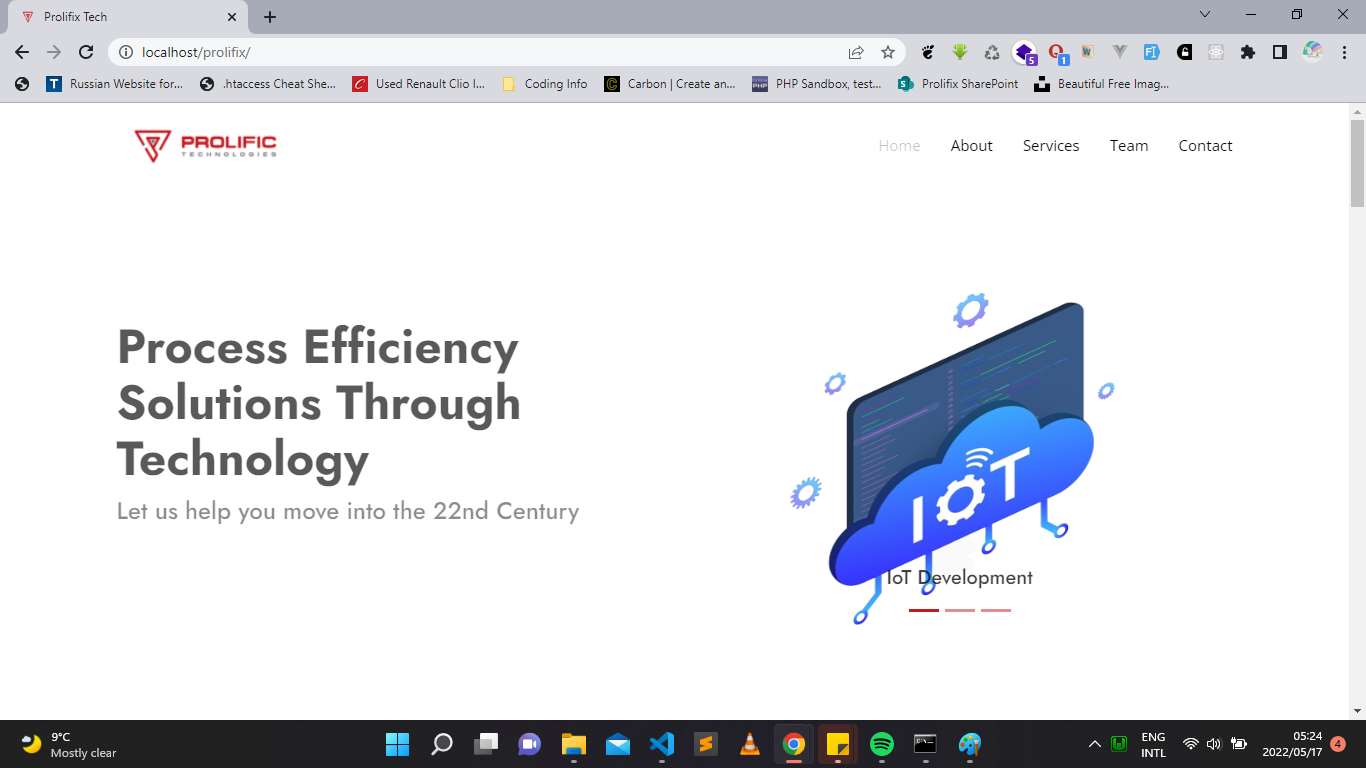 Prolifix Tech
localhost/prolifix/
5
1
Russian Website for...
.htaccess Cheat She...
Used Renault Clio I...
Coding Info
Carbon | Create an...
PHP Sandbox, test...
Prolifix SharePoint
Beautiful Free Imag...
PROLIFIC
TECHNOLOGIES
Home
About
Services
Team
Contact
Process Efficiency
Solutions Through
Technology
Let us help you move into the 22nd Century
IoT
IoT Development
9°C
Mostly clear
ENG
INTL
05:24
2022/05/17
4